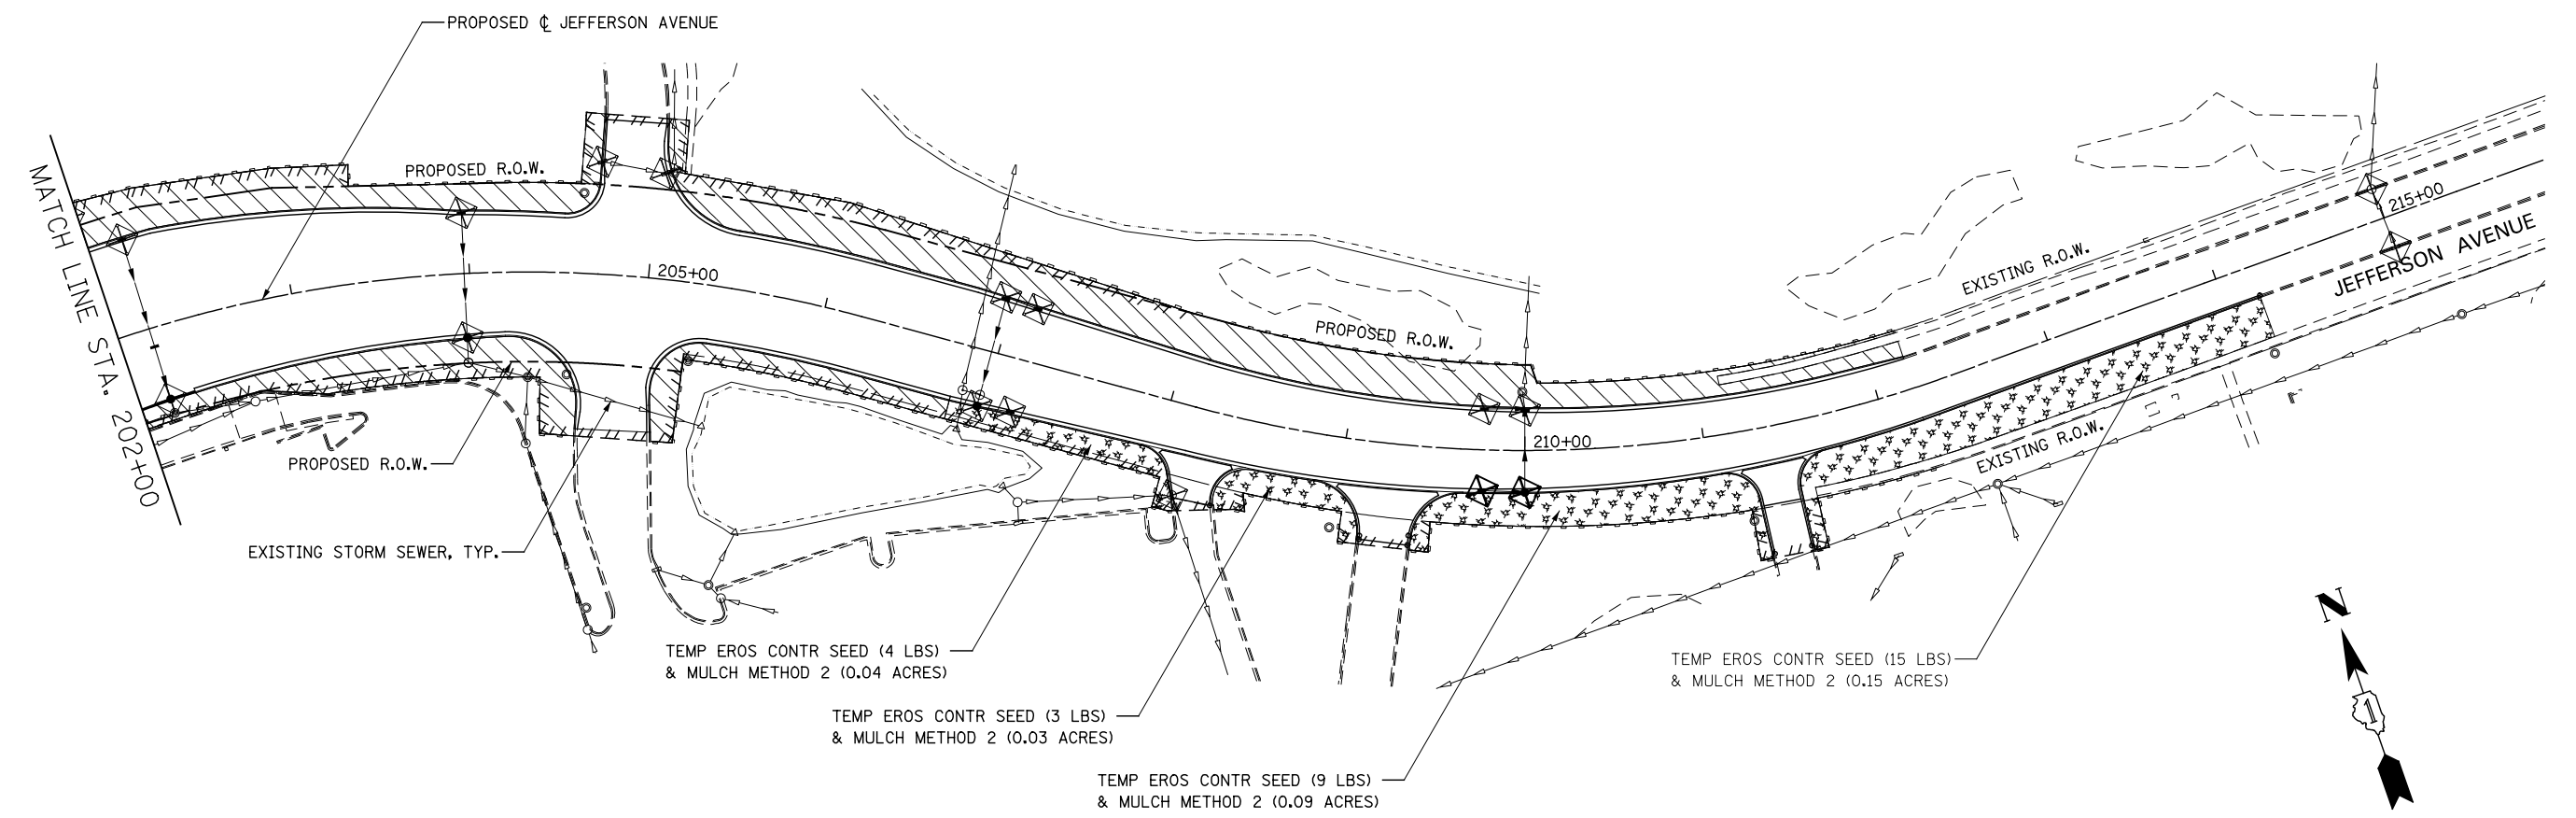 PROPOSED ℄ JEFFERSON AVENUE
PROPOSED R.O.W.
MATCH LINE STA. 202+00
205+00
PROPOSED R.O.W.
EXISTING R.O.W.
215+00
JEFFERSON AVENUE
210+00
EXISTING R.O.W.
PROPOSED R.O.W.
EXISTING STORM SEWER, TYP.
TEMP EROS CONTR SEED (4 LBS)
& MULCH METHOD 2 (0.04 ACRES)
TEMP EROS CONTR SEED (3 LBS)
& MULCH METHOD 2 (0.03 ACRES)
TEMP EROS CONTR SEED (9 LBS)
& MULCH METHOD 2 (0.09 ACRES)
TEMP EROS CONTR SEED (15 LBS)
& MULCH METHOD 2 (0.15 ACRES)
N
1